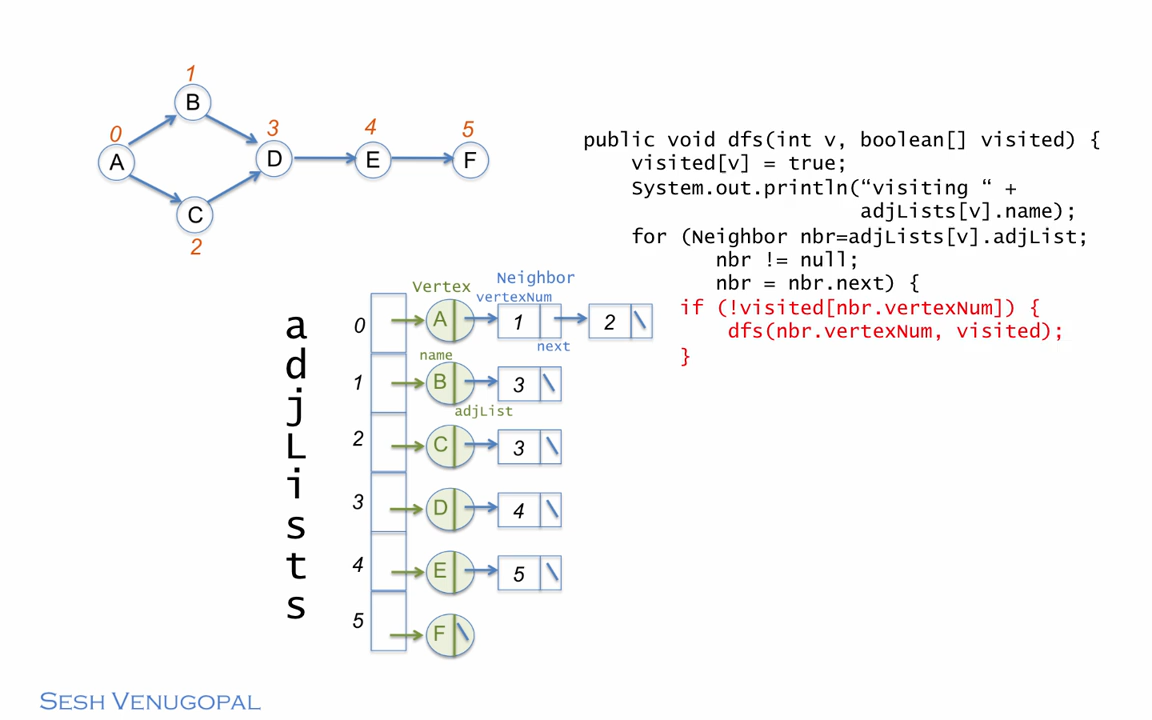 1
B
0
A
3
D
4
E
5
F
C
2
public void dfs(int v, boolean[] visited) {
visited[v] = true;
System.out.println(“visiting “ +
adjLists[v].name);
for (Neighbor nbr=adjLists[v].adjList;
nbr != null;
nbr = nbr.next) {
if (!visited[nbr.vertexNum]) {
dfs(nbr.vertexNum, visited);
}
adjLists
Vertex
Neighbor
vertexNum
0
A
1
2
next
name
1
B
3
adjList
2
C
3
3
D
4
4
E
5
5
F
SESH VENUGOPAL